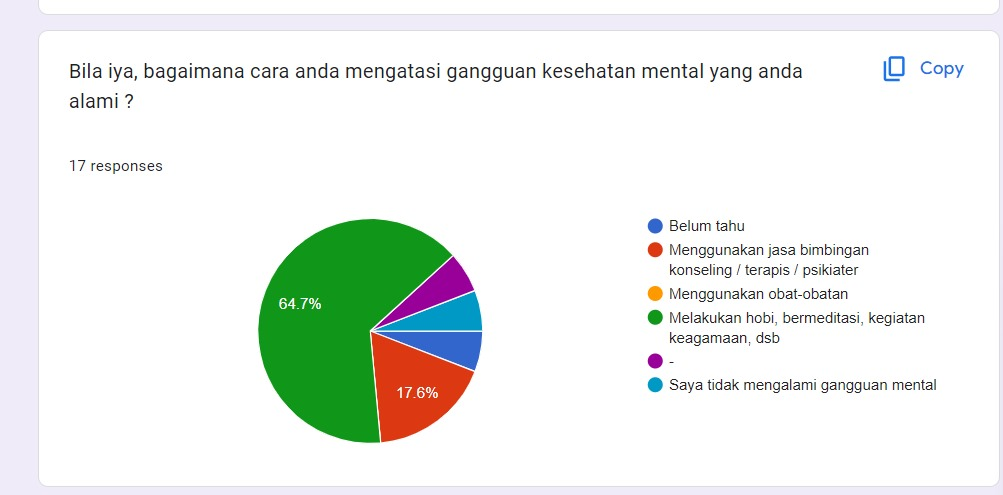 Bila iya, bagaimana cara anda mengatasi gangguan kesehatan mental yang anda
alami ?
Copy
17 responses
64.7%
17.6%
Belum tahu
Menggunakan jasa bimbingan
konseling / terapis / psikiater
Menggunakan obat-obatan
Melakukan hobi, bermeditasi, kegiatan
keagamaan, dsb
-
Saya tidak mengalami gangguan mental